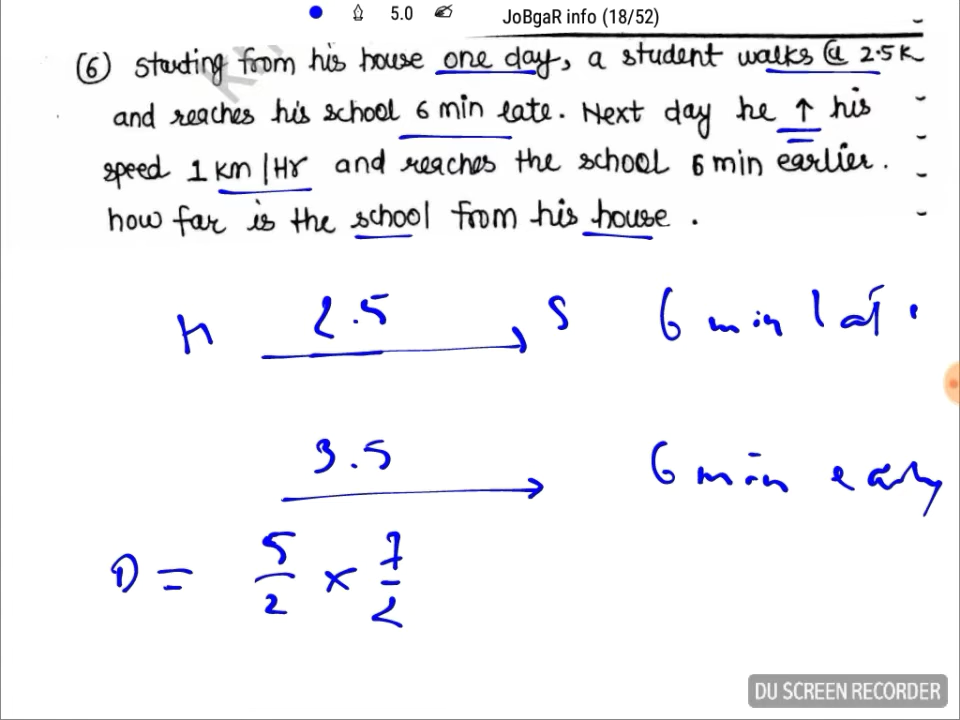 5.0 JoBgaR info (18/52)
(6) starting from his house one day, a student walks @ 2.5K
and reaches his school 6 min late. Next day he ↑ his
speed 1 KM/Hr and reaches the school 6 min earlier.
how far is the school from his house.
H 2.5 S 6 min late
3.5 6 min early
D = 5/2 × 7/2
DU SCREEN RECORDER